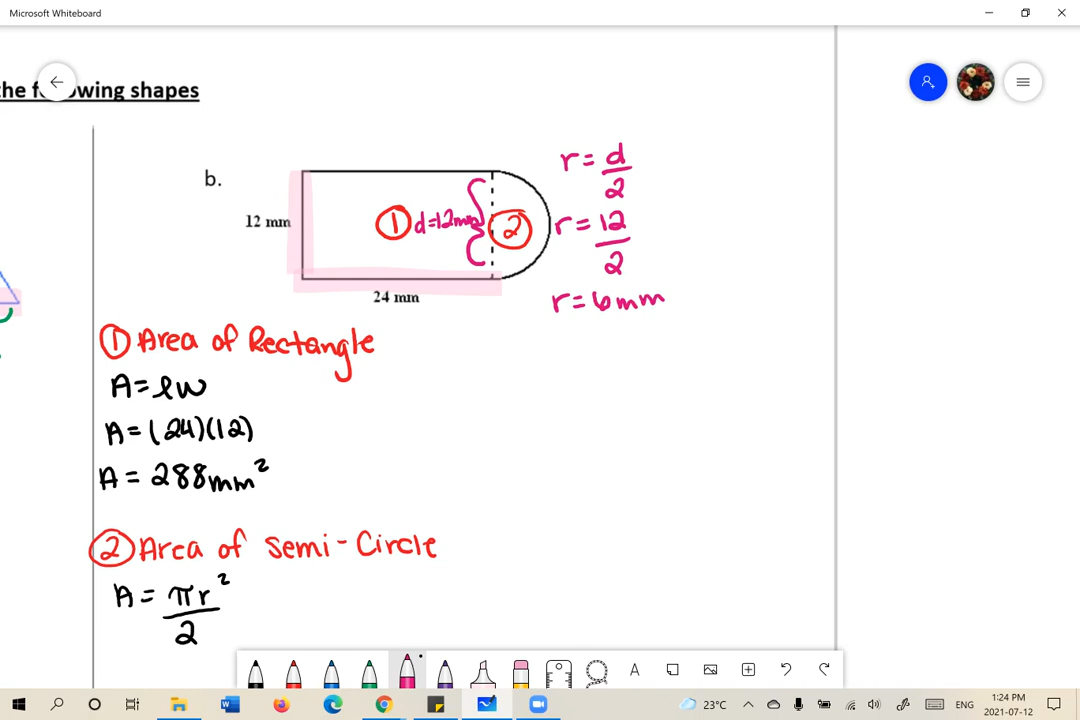 Microsoft Whiteboard
the f wing shapes
b.
12 mm
① d=12mm
②
24 mm
r = d/2
r = 12/2
r = 6mm
① Area of Rectangle
A = lw
A = (24)(12)
A = 288mm²
② Area of Semi-Circle
A = πr²/2
A
23°C
ENG
1:24 PM
2021-07-12